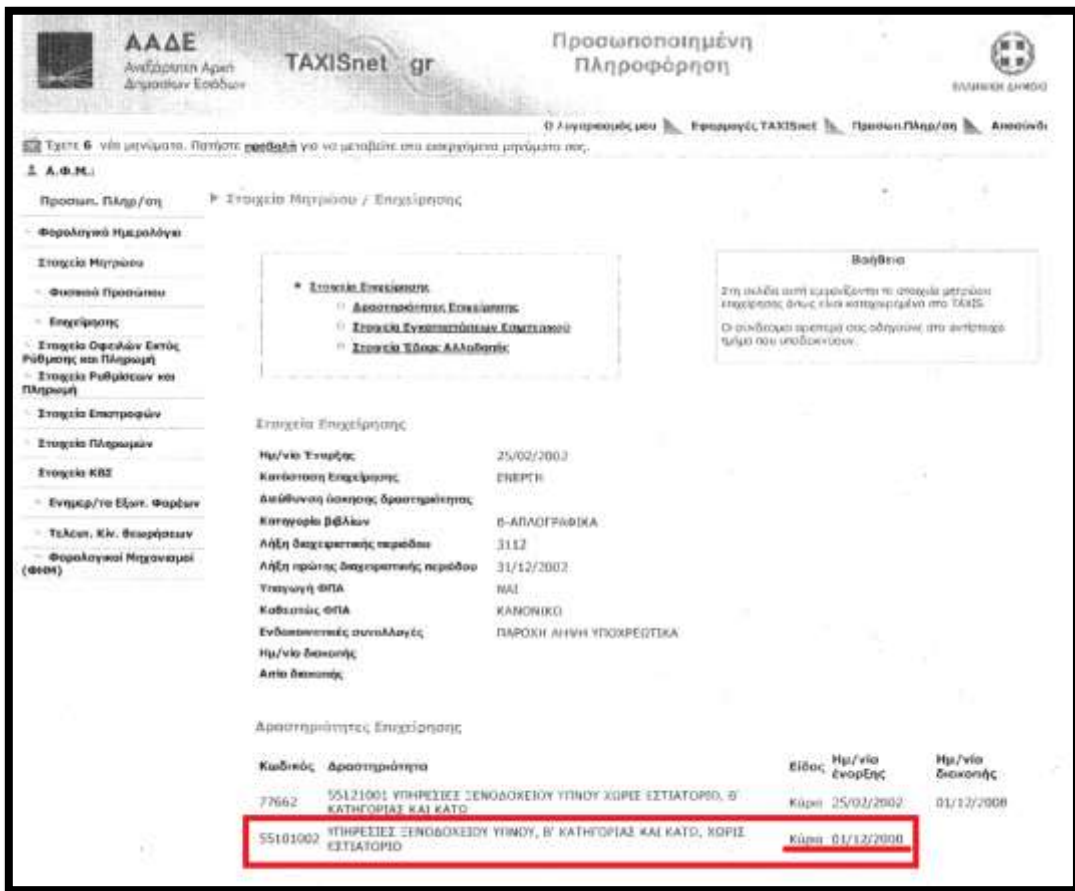 ΑΑΔΕ
Ανεξάρτητη Αρχή
Δημοσίων Εσόδων
TAXISnet gr
Προσωποποιημένη
Πληροφόρηση
ΕΛΛΗΝΙΚΗ ΔΗΜΟΚΡ
Ο λογαριασμός μου Εφαρμογές TAXISnet Προσωπ.Πληρ/ση Αποσύνδε
Έχετε 6 νέα μηνύματα. Πατήστε προβολή για να μεταβείτε στα εισερχόμενα μηνύματα σας.
Α.Φ.Μ.:
Προσωπ. Πληρ/ση
Στοιχεία Μητρώου / Επιχείρησης
Φορολογικό Ημερολόγιο
Στοιχεία Μητρώου
Φυσικού Προσώπου
Επιχείρησης
Στοιχεία Οφειλών Εκτός
Ρύθμισης και Πληρωμή
Στοιχεία Ρυθμίσεων και
Πληρωμή
Στοιχεία Επιστροφών
Στοιχεία Πληρωμών
Στοιχεία ΚΒΣ
Ενημερ/τα Εξωτ. Φορέων
Τελευτ. Κιν. Θεωρήσεων
Φορολογικοί Μηχανισμοί
(ΦΗΜ)
Στοιχεία Επιχείρησης
Δραστηριότητες Επιχείρησης
Στοιχεία Εγκαταστάσεων Εσωτερικού
Στοιχεία Έδρας Αλλοδαπής
Βοήθεια
Στη σελίδα αυτή εμφανίζονται τα στοιχεία μητρώου
επιχείρησης όπως είναι καταχωρημένα στο TAXIS.
Οι σύνδεσμοι αριστερά σας οδηγούνε στο αντίστοιχο
τμήμα που υποδεικνύουν.
Στοιχεία Επιχείρησης
Ημ/νία Έναρξης 25/02/2002
Κατάσταση Επιχείρησης ΕΝΕΡΓΗ
Διεύθυνση άσκησης δραστηριότητας
Κατηγορία βιβλίων Β-ΑΠΛΟΓΡΑΦΙΚΑ
Λήξη διαχειριστικής περιόδου 3112
Λήξη πρώτης διαχειριστικής περιόδου 31/12/2002
Υπαγωγή ΦΠΑ ΝΑΙ
Καθεστώς ΦΠΑ ΚΑΝΟΝΙΚΟ
Ενδοκοινοτικές συναλλαγές ΠΑΡΟΧΗ ΛΗΨΗ ΥΠΟΧΡΕΩΤΙΚΑ
Ημ/νία διακοπής
Αιτία διακοπής
Δραστηριότητες Επιχείρησης
Κωδικός Δραστηριότητα Είδος Ημ/νία έναρξης Ημ/νία διακοπής
77662 55121001 ΥΠΗΡΕΣΙΕΣ ΞΕΝΟΔΟΧΕΙΟΥ ΥΠΝΟΥ ΧΩΡΙΣ ΕΣΤΙΑΤΟΡΙΟ, Β' Κύρια 25/02/2002 01/12/2008
ΚΑΤΗΓΟΡΙΑΣ ΚΑΙ ΚΑΤΩ
55101002 ΥΠΗΡΕΣΙΕΣ ΞΕΝΟΔΟΧΕΙΟΥ ΥΠΝΟΥ, Β' ΚΑΤΗΓΟΡΙΑΣ ΚΑΙ ΚΑΤΩ, ΧΩΡΙΣ Κύρια 01/12/2008
ΕΣΤΙΑΤΟΡΙΟ